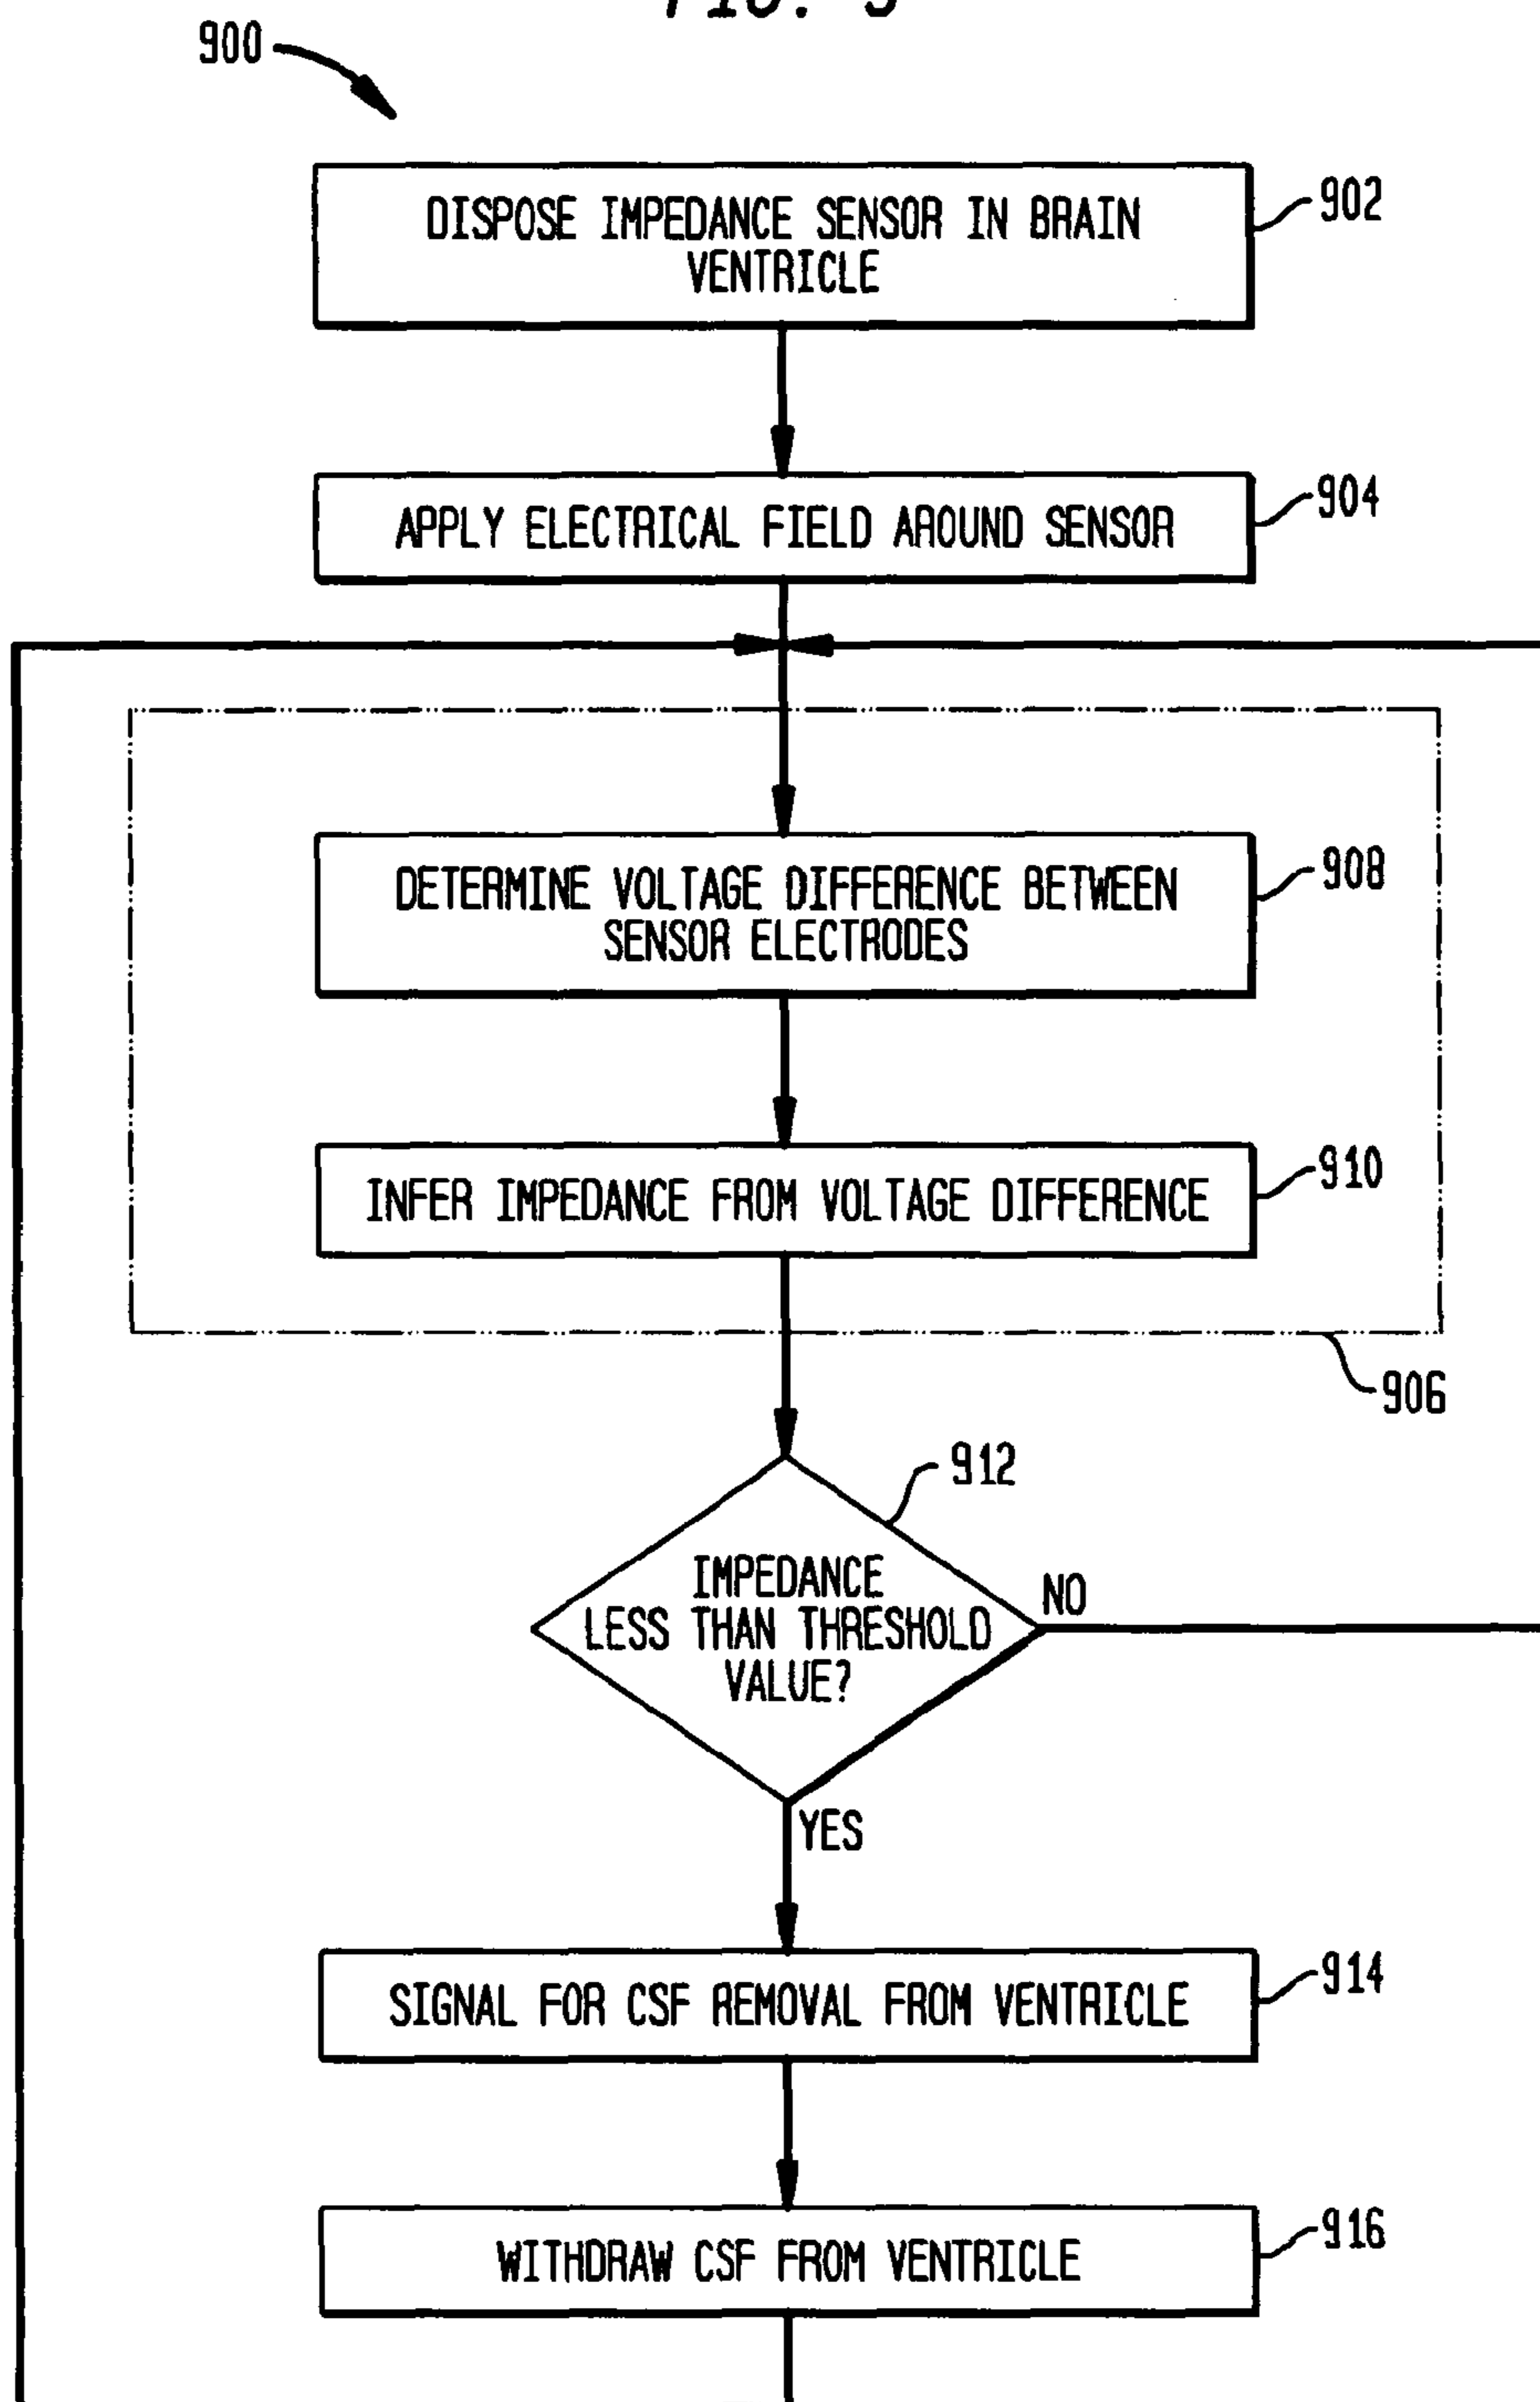 900
DISPOSE IMPEDANCE SENSOR IN BRAIN
VENTRICLE
902
APPLY ELECTRICAL FIELD AROUND SENSOR
904
DETERMINE VOLTAGE DIFFERENCE BETWEEN
SENSOR ELECTRODES
908
INFER IMPEDANCE FROM VOLTAGE DIFFERENCE
910
906
912
IMPEDANCE
LESS THAN THRESHOLD
VALUE?
NO
YES
SIGNAL FOR CSF REMOVAL FROM VENTRICLE
914
WITHDRAW CSF FROM VENTRICLE
916